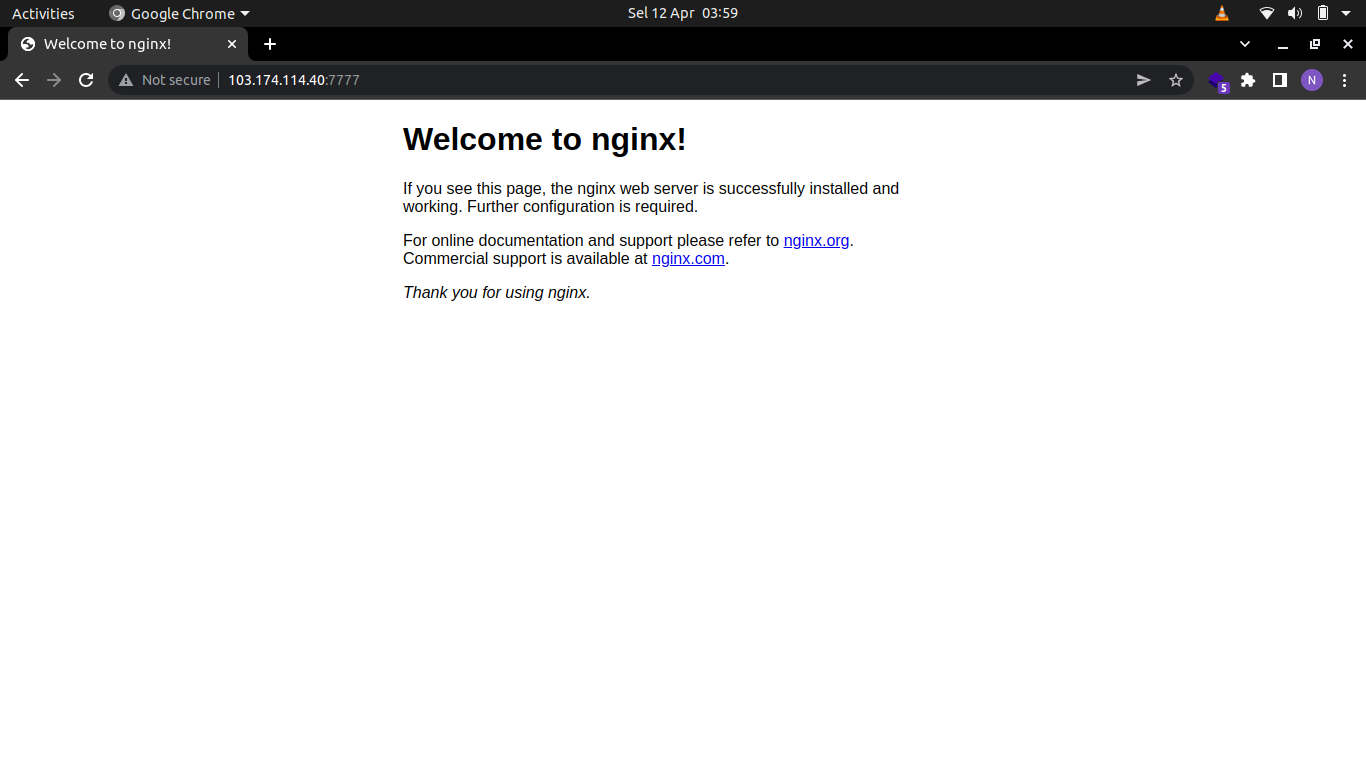 Activities
Google Chrome
Sel 12 Apr 03:59
Welcome to nginx!
Not secure
103.174.114.40:7777
5
N
Welcome to nginx!
If you see this page, the nginx web server is successfully installed and
working. Further configuration is required.
For online documentation and support please refer to nginx.org.
Commercial support is available at nginx.com.
Thank you for using nginx.